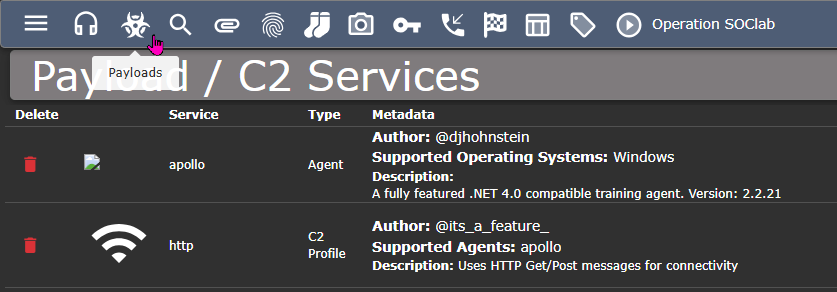 Operation SOClab
Payloads
Payload / C2 Services
Delete Service Type Metadata
apollo
Agent
Author: @djhohnstein
Supported Operating Systems: Windows
Description:
A fully featured .NET 4.0 compatible training agent. Version: 2.2.21
http
C2
Profile
Author: @its_a_feature_
Supported Agents: apollo
Description: Uses HTTP Get/Post messages for connectivity